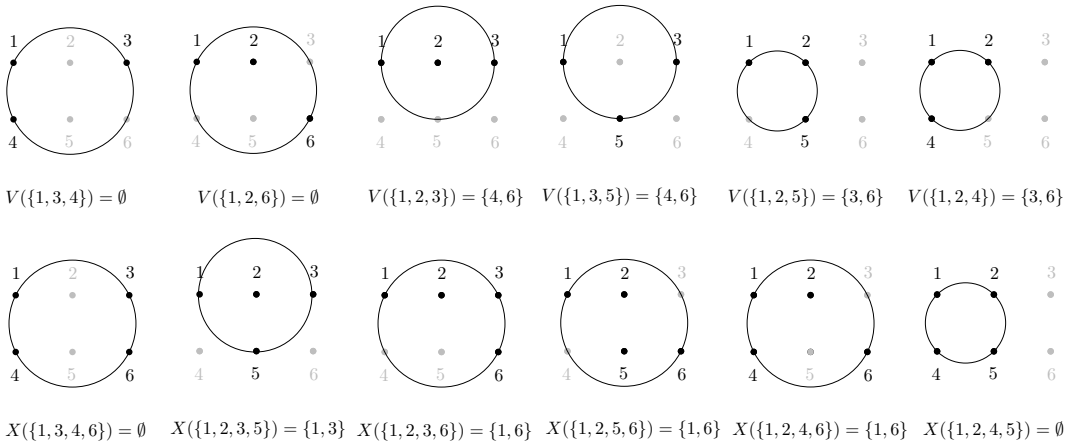 1 2 3 1 2 3 1 2 3 1 2 3 1 2 3 1 2 3
4 5 6 4 5 6 4 5 6 4 5 6 4 5 6 4 5 6
V({1,3,4}) = ∅ V({1,2,6}) = ∅ V({1,2,3}) = {4,6} V({1,3,5}) = {4,6} V({1,2,5}) = {3,6} V({1,2,4}) = {3,6}
1 2 3 1 2 3 1 2 3 1 2 3 1 2 3 1 2 3
4 5 6 4 5 6 4 5 6 4 5 6 4 5 6 4 5 6
X({1,3,4,6}) = ∅ X({1,2,3,5}) = {1,3} X({1,2,3,6}) = {1,6} X({1,2,5,6}) = {1,6} X({1,2,4,6}) = {1,6} X({1,2,4,5}) = ∅